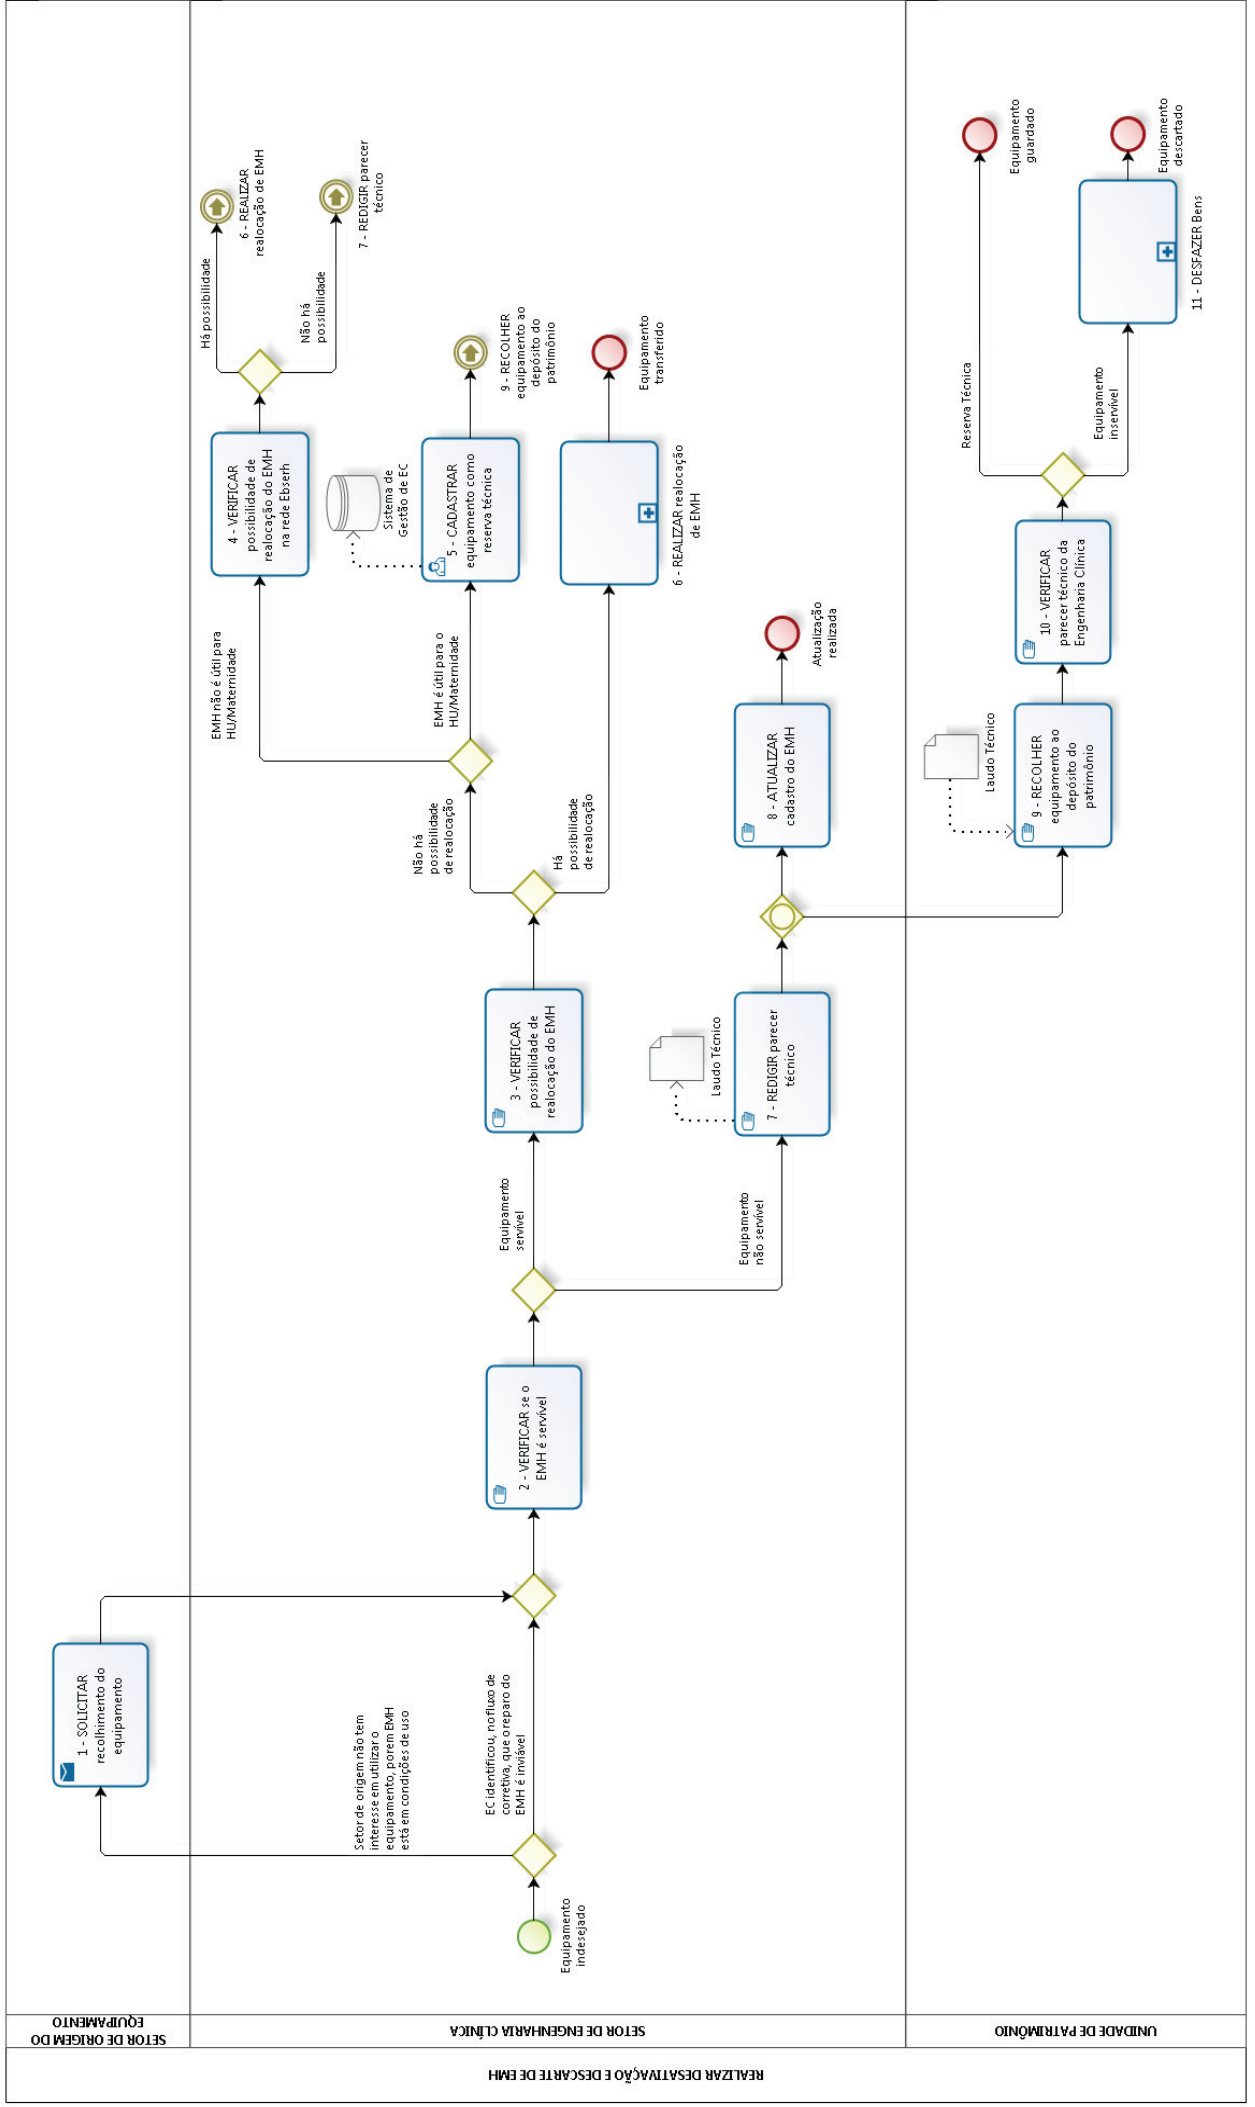 REALIZAR DESATIVAÇÃO E DESCARTE DE EMH
SETOR DE ORIGEM DO
EQUIPAMENTO
SETOR DE ENGENHARIA CLÍNICA
UNIDADE DE PATRIMÔNIO
Equipamento
indesejado
Setor de origem não tem
interesse em utilizar o
equipamento, porem EMH
está em condições de uso
EC identificou, no fluxo de
corretiva, que o reparo do
EMH é inviável
1 - SOLICITAR
recolhimento do
equipamento
2 - VERIFICAR se o
EMH é servível
Equipamento
servível
Equipamento
não servível
3 - VERIFICAR
possibilidade de
realocação do EMH
Não há
possibilidade
de realocação
Há
possibilidade
de realocação
EMH não é útil para
HU/Maternidade
EMH é útil para o
HU/Maternidade
4 - VERIFICAR
possibilidade de
realocação do EMH
na rede Ebserh
Há possibilidade
Não há
possibilidade
6 - REALIZAR
realocação de EMH
7 - REDIGIR parecer
técnico
Sistema de
Gestão de EC
5 - CADASTRAR
equipamento como
reserva técnica
9 - RECOLHER
equipamento ao
depósito do
patrimônio
6 - REALIZAR realocação
de EMH
Equipamento
transferido
Laudo Técnico
7 - REDIGIR parecer
técnico
8 - ATUALIZAR
cadastro do EMH
Atualização
realizada
Laudo Técnico
9 - RECOLHER
equipamento ao
depósito do
patrimônio
10 - VERIFICAR
parecer técnico da
Engenharia Clínica
Reserva Técnica
Equipamento
inservível
Equipamento
guardado
11 - DESFAZER Bens
Equipamento
descartado